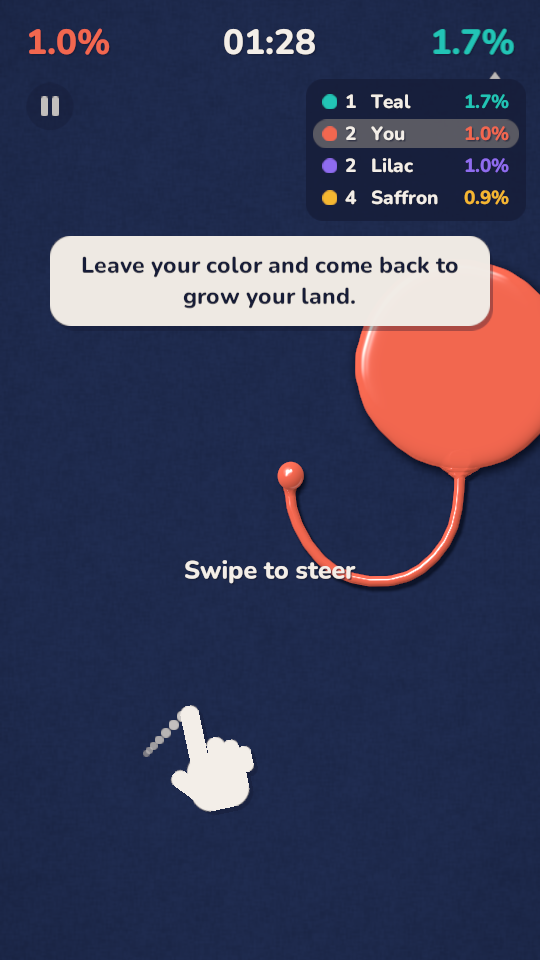 1.0% 01:28 1.7%
1 Teal 1.7%
2 You 1.0%
2 Lilac 1.0%
4 Saffron 0.9%
Leave your color and come back to
grow your land.
Swipe to steer